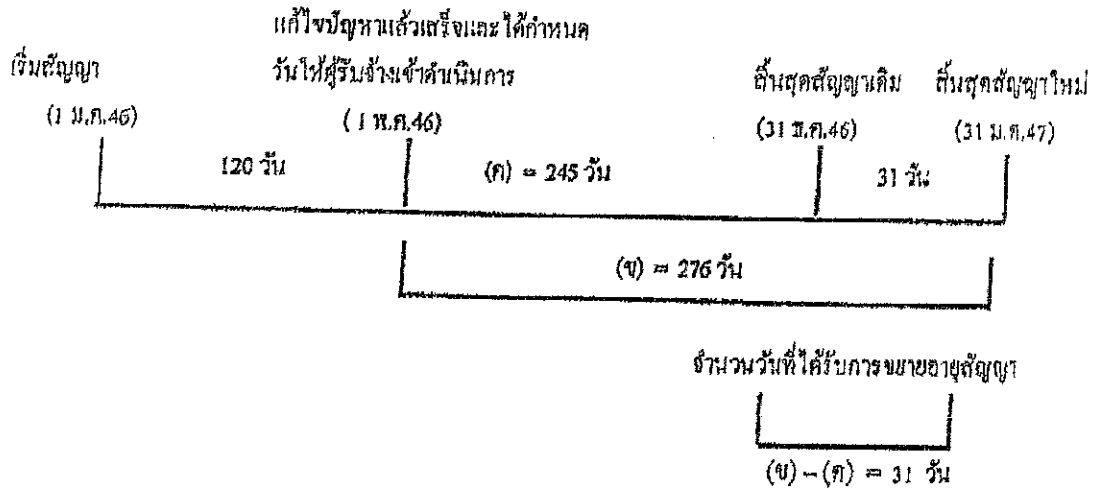 แก้ไขปัญหาแล้วเสร็จและได้กำหนด
เริ่มสัญญา
วันให้ผู้รับจ้างเข้าดำเนินการ
สิ้นสุดสัญญาเดิม
สิ้นสุดสัญญาใหม่
(1 ม.ค.46)
(1 พ.ค.46)
(31 ธ.ค.46)
(31 ม.ค.47)
120 วัน
(ค) = 245 วัน
31 วัน
(ข) = 276 วัน
จำนวนวันที่ได้รับการขยายอายุสัญญา
(ข) – (ค) = 31 วัน